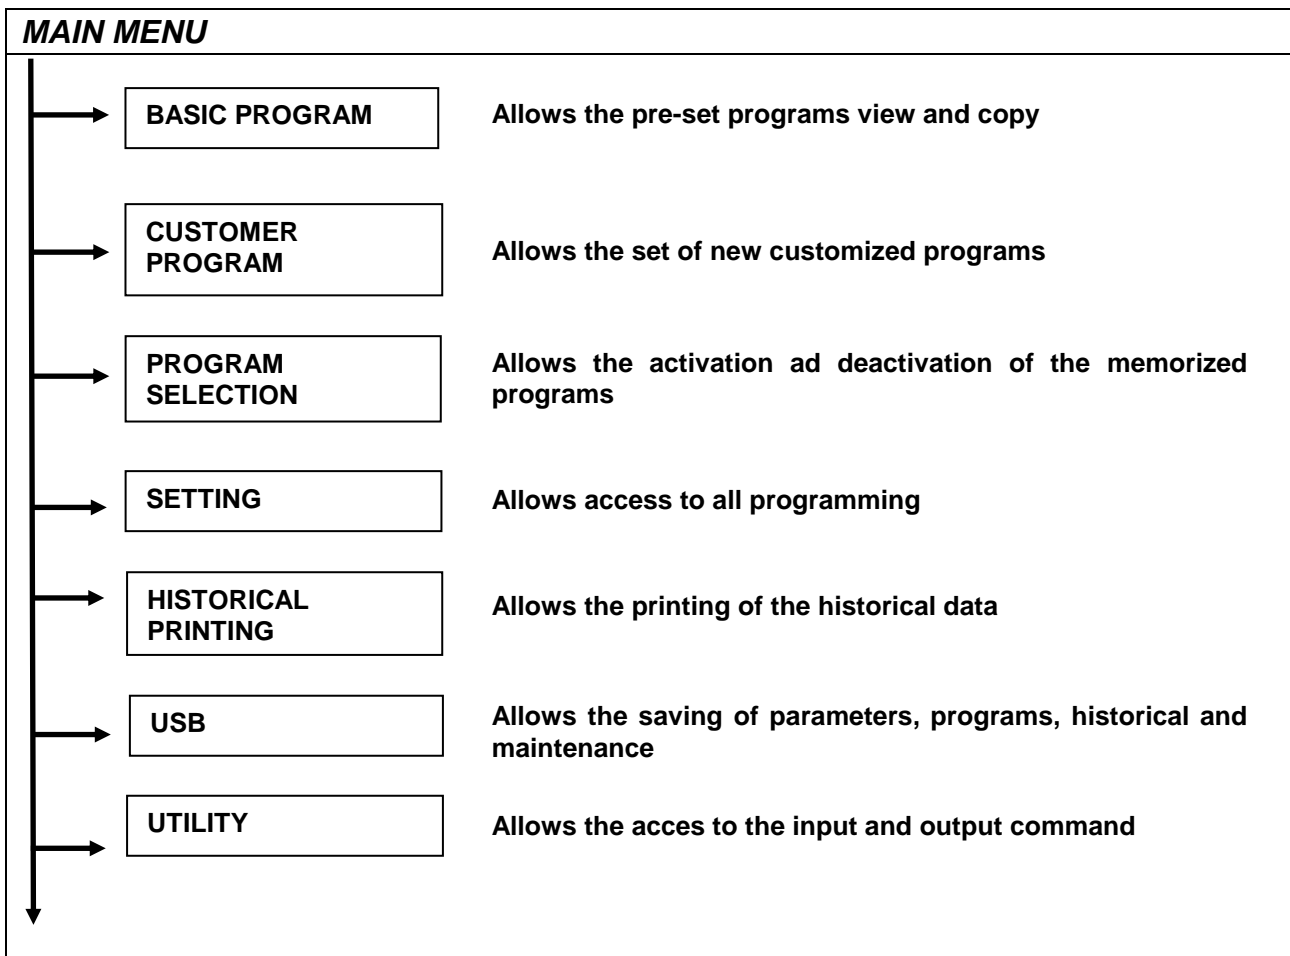 MAIN MENU
BASIC PROGRAM
Allows the pre-set programs view and copy
CUSTOMER
PROGRAM
Allows the set of new customized programs
PROGRAM
SELECTION
Allows the activation ad deactivation of the memorized
programs
SETTING
Allows access to all programming
HISTORICAL
PRINTING
Allows the printing of the historical data
USB
Allows the saving of parameters, programs, historical and
maintenance
UTILITY
Allows the acces to the input and output command